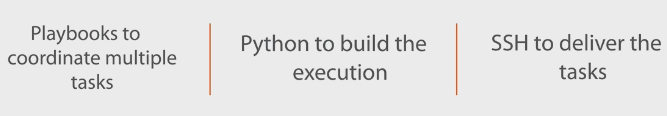 Playbooks to
coordinate multiple
tasks
Python to build the
execution
SSH to deliver the
tasks